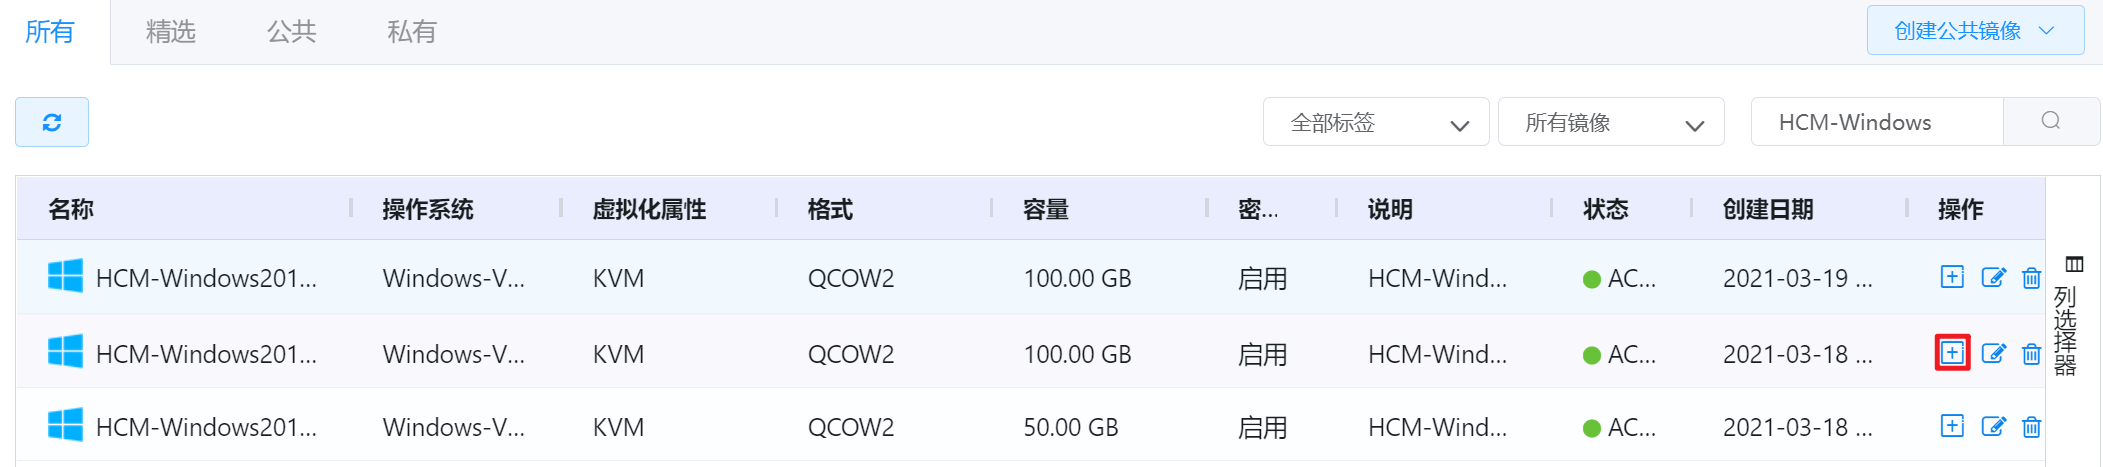 所有 精选 公共 私有 创建公共镜像
全部标签 所有镜像 HCM-Windows
名称 操作系统 虚拟化属性 格式 容量 密... 说明 状态 创建日期 操作
HCM-Windows201... Windows-V... KVM QCOW2 100.00 GB 启用 HCM-Wind... AC... 2021-03-19 ...
HCM-Windows201... Windows-V... KVM QCOW2 100.00 GB 启用 HCM-Wind... AC... 2021-03-18 ...
HCM-Windows201... Windows-V... KVM QCOW2 50.00 GB 启用 HCM-Wind... AC... 2021-03-18 ...
列选择器